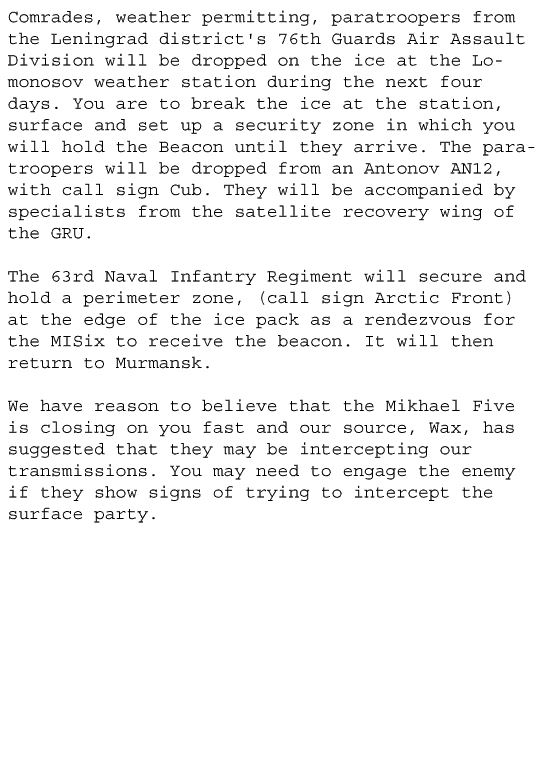 Comrades, weather permitting, paratroopers from
the Leningrad district's 76th Guards Air Assault
Division will be dropped on the ice at the Lo-
monosov weather station during the next four
days. You are to break the ice at the station,
surface and set up a security zone in which you
will hold the Beacon until they arrive. The para-
troopers will be dropped from an Antonov AN12,
with call sign Cub. They will be accompanied by
specialists from the satellite recovery wing of
the GRU.

The 63rd Naval Infantry Regiment will secure and
hold a perimeter zone, (call sign Arctic Front)
at the edge of the ice pack as a rendezvous for
the MISix to receive the beacon. It will then
return to Murmansk.

We have reason to believe that the Mikhael Five
is closing on you fast and our source, Wax, has
suggested that they may be intercepting our
transmissions. You may need to engage the enemy
if they show signs of trying to intercept the
surface party.